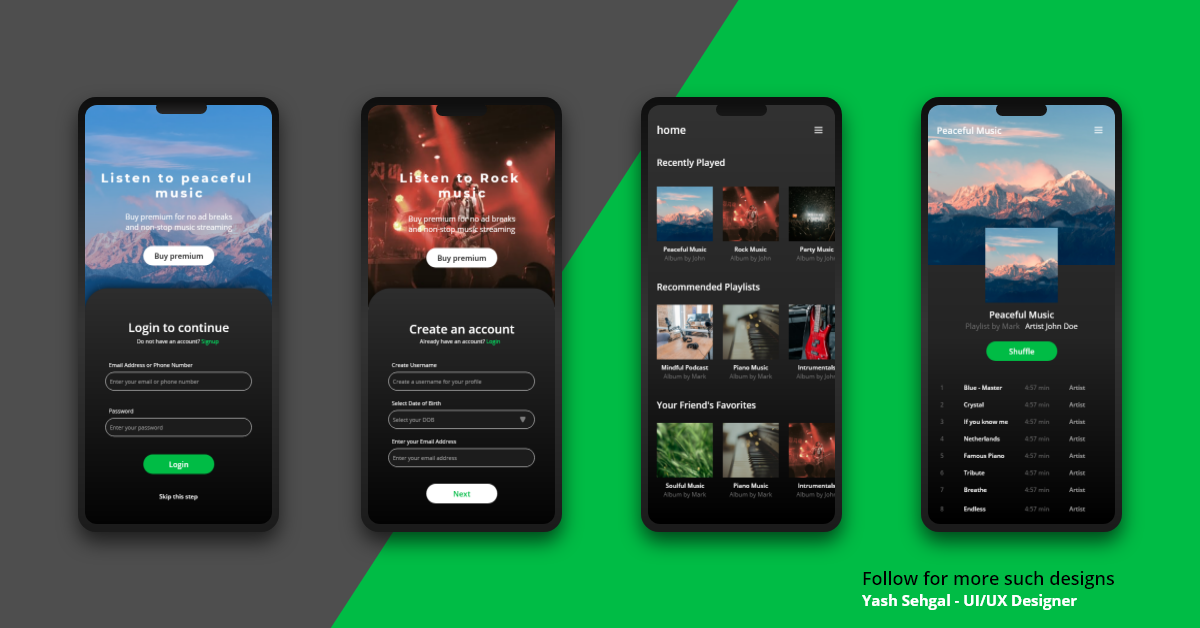 Listen to peaceful
music
Buy premium for no ad breaks
and non-stop music streaming
Buy premium
Login to continue
Do not have an account? Signup
Email Address or Phone Number
Enter your email or phone number
Password
Enter your password
Login
Skip this step
Listen to Rock
music
Buy premium for no ad breaks
and non-stop music streaming
Buy premium
Create an account
Already have an account? Login
Create Username
Create a username for your profile
Select Date of Birth
Select your DOB
Enter your Email Address
Enter your email address
Next
home
Recently Played
Peaceful Music Rock Music Party Music
Album by John Album by John Album by John
Recommended Playlists
Mindful Podcast Piano Music Intrumentals
Album by Mark Album by Mark Album by John
Your Friend's Favorites
Soulful Music Piano Music Intrumentals
Album by Mark Album by Mark Album by John
Peaceful Music
Peaceful Music
Playlist by Mark Artist John Doe
Shuffle
1 Blue - Master 4:57 min Artist
2 Crystal 4:57 min Artist
3 If you know me 4:57 min Artist
4 Netherlands 4:57 min Artist
5 Famous Piano 4:57 min Artist
6 Tribute 4:57 min Artist
7 Breathe 4:57 min Artist
8 Endless 4:57 min Artist
Follow for more such designs
Yash Sehgal - UI/UX Designer